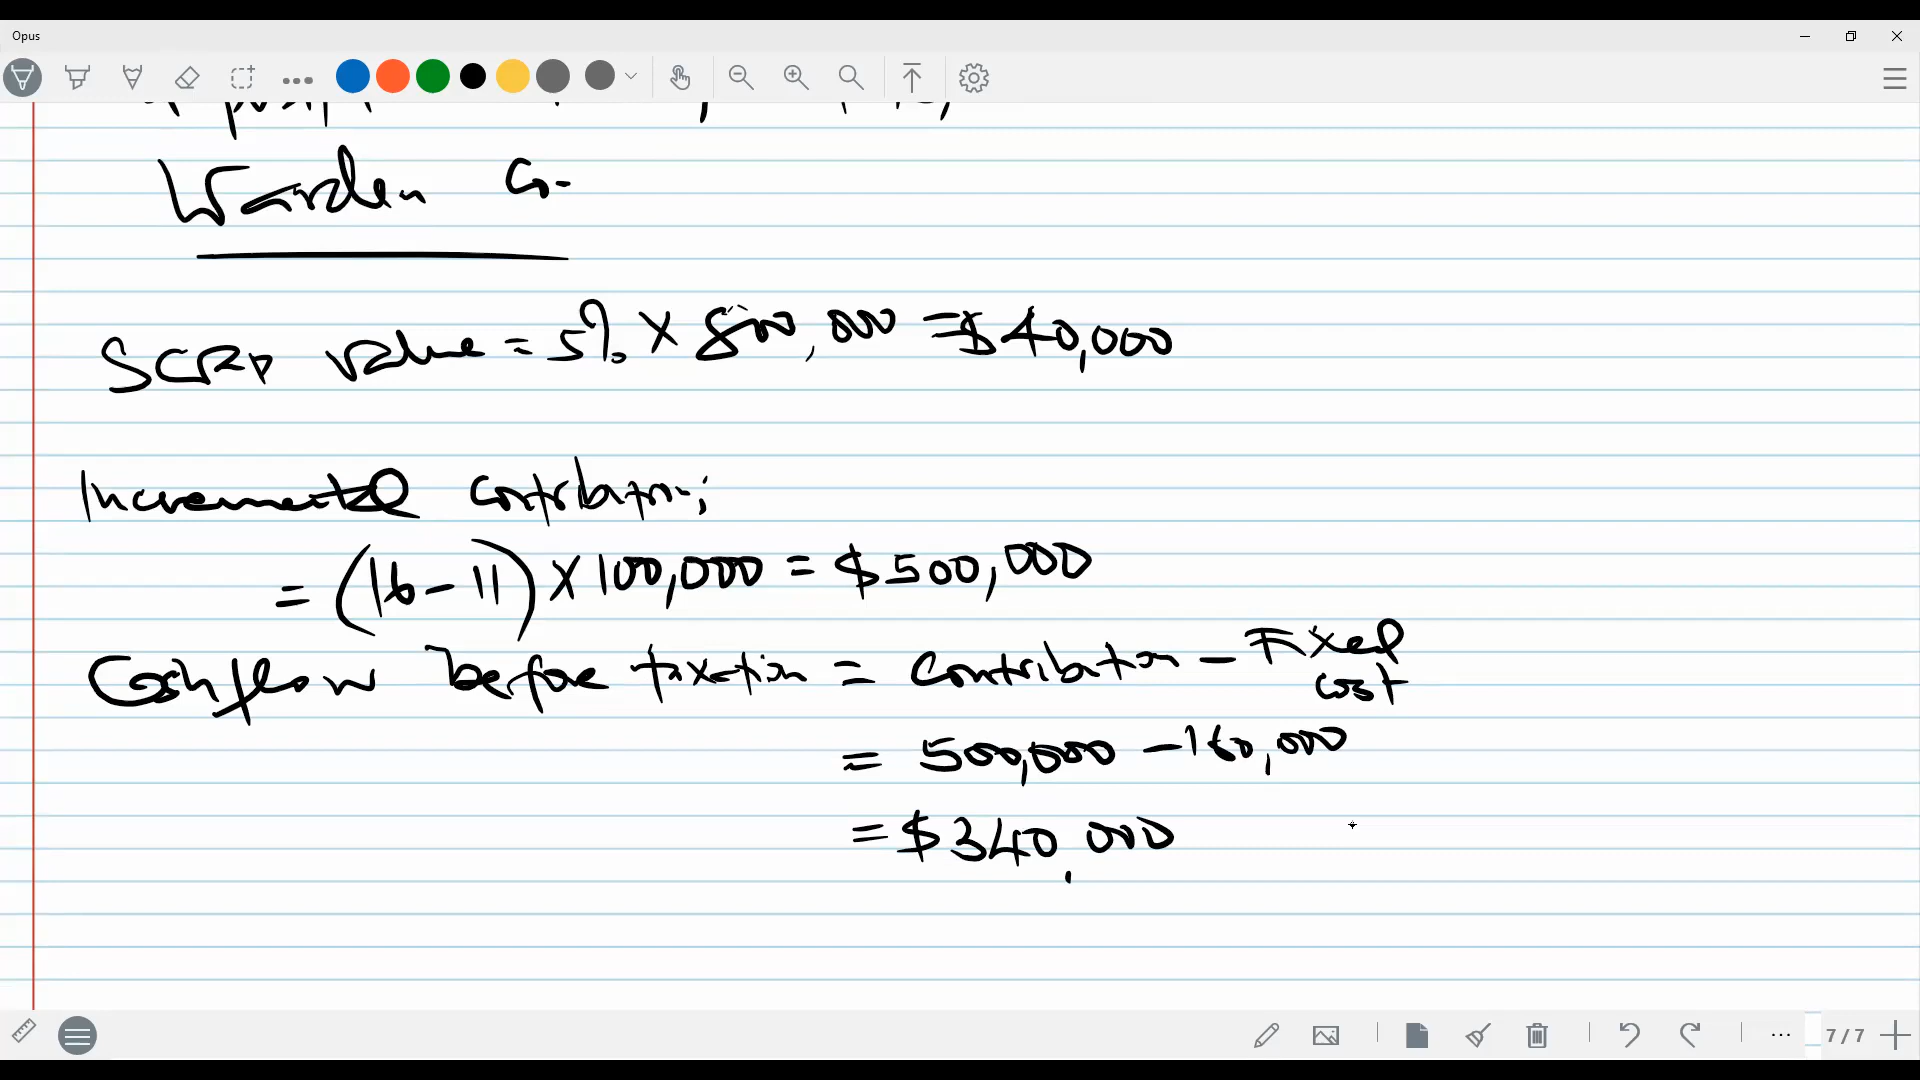 Opus
Warden Co-
SCRAP value = 5% X 800,000 = $40,000
Incremental contribution;
= (16 - 11) X 100,000 = $500,000
Cashflow before taxation = contribution - Fixed
cost
= 500,000 - 160,000
= $340,000
7 / 7